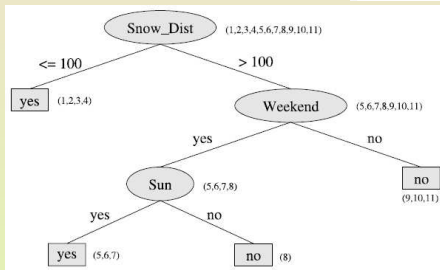 Snow_Dist (1,2,3,4,5.6,7,8,9,10,11)
<= 100 > 100
yes (1,2,3,4) Weekend (5,6,7,8,9,10,11)
yes no
Sun (5,6,7,8) no
(9,10,11)
yes no
yes (5,6,7) no (8)